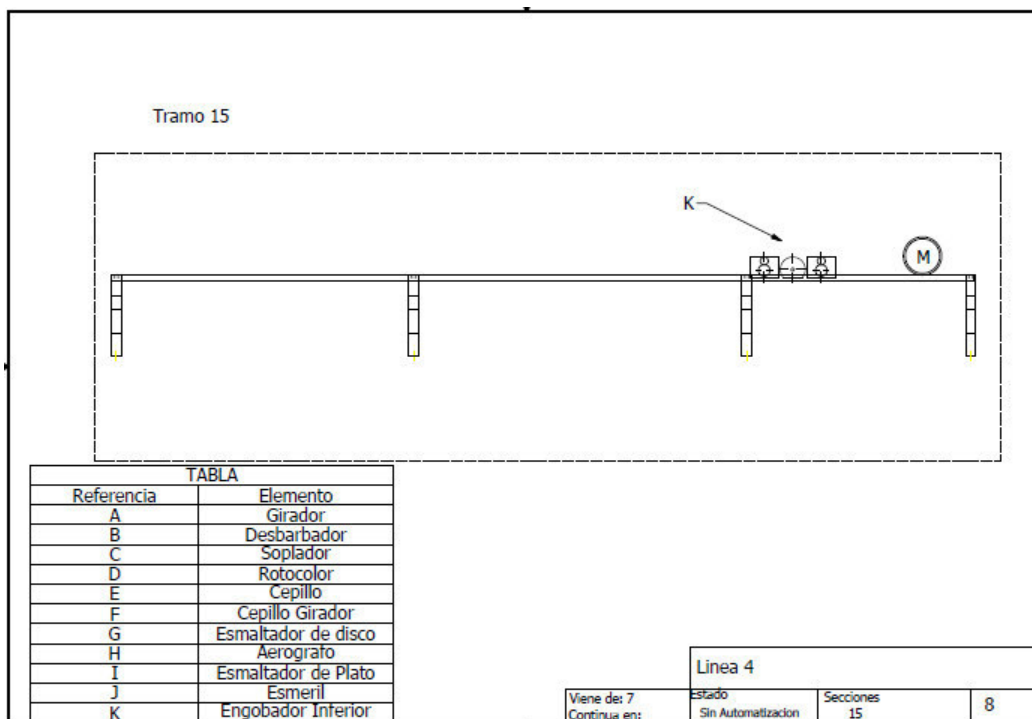 Tramo 15
K
M
TABLA
Referencia Elemento
A Girador
B Desbarbador
C Soplador
D Rotocolor
E Cepillo
F Cepillo Girador
G Esmaltador de disco
H Aerografo
I Esmaltador de Plato
J Esmeril
K Engobador Inferior
Linea 4
Viene de: 7 Estado Secciones 8
Continua en: Sin Automatizacion 15